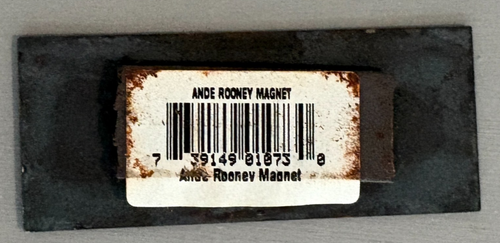 ANDE ROONEY MAGNET
7 39149 01073 0
Ande Rooney Magnet